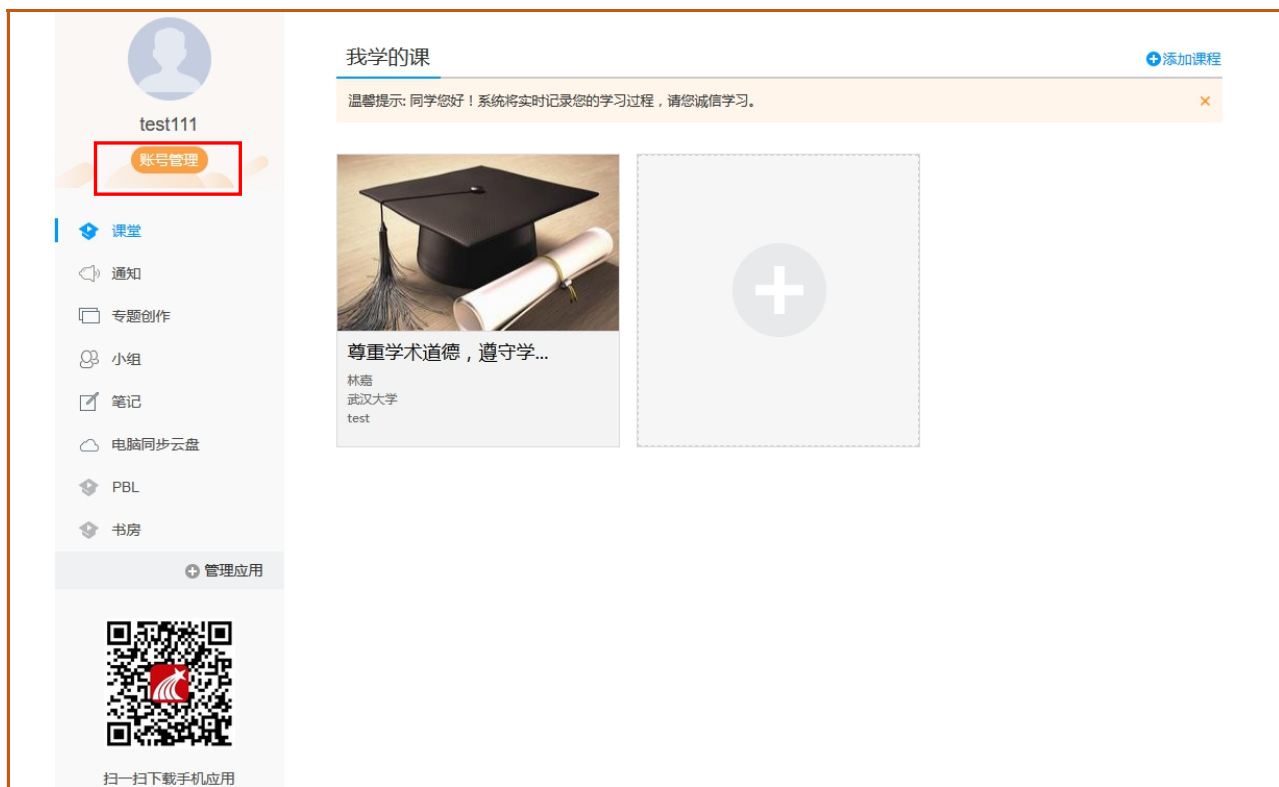 test111
账号管理
课堂
通知
专题创作
小组
笔记
电脑同步云盘
PBL
书房
管理应用
扫一扫下载手机应用
我学的课
添加课程
温馨提示: 同学您好！系统将实时记录您的学习过程，请您诚信学习。
×
尊重学术道德，遵守学...
林嘉
武汉大学
test